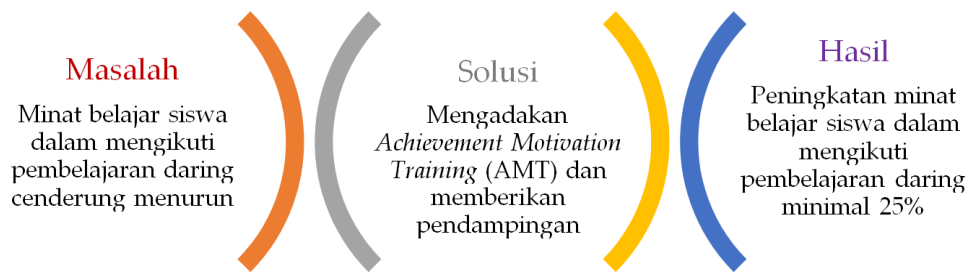 Masalah
Minat belajar siswa
dalam mengikuti
pembelajaran daring
cenderung menurun
Solusi
Mengadakan
Achievement Motivation
Training (AMT) dan
memberikan
pendampingan
Hasil
Peningkatan minat
belajar siswa dalam
mengikuti
pembelajaran daring
minimal 25%